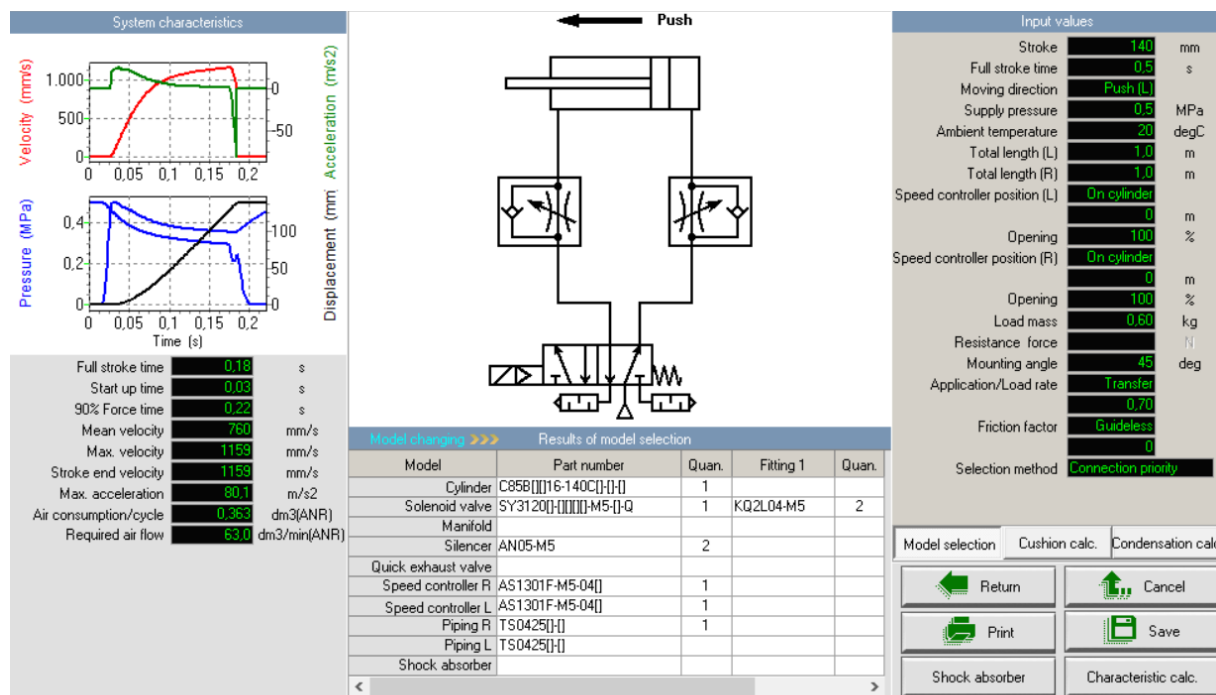 System characteristics
Velocity (mm/s)
Acceleration (m/s2)
1.000
500
0
0
-50
0 0,05 0,1 0,15 0,2
Pressure (MPa)
Displacement (mm)
0,4
0,2
0
100
50
0
0 0,05 0,1 0,15 0,2
Time (s)
Full stroke time 0,18 s
Start up time 0,03 s
90% Force time 0,22 s
Mean velocity 760 mm/s
Max. velocity 1159 mm/s
Stroke end velocity 1159 mm/s
Max. acceleration 80,1 m/s2
Air consumption/cycle 0,363 dm3(ANR)
Required air flow 63,0 dm3/min(ANR)
Push
Model changing >>> Results of model selection
Model Part number Quan. Fitting 1 Quan.
Cylinder C85B[][]16-140C[]-[]-[] 1
Solenoid valve SY3120[]-[][][][]-M5-[]-Q 1 KQ2L04-M5 2
Manifold
Silencer AN05-M5 2
Quick exhaust valve
Speed controller R AS1301F-M5-04[] 1
Speed controller L AS1301F-M5-04[] 1
Piping R TS0425[]-[] 1
Piping L TS0425[]-[]
Shock absorber
Input values
Stroke 140 mm
Full stroke time 0,5 s
Moving direction Push (L)
Supply pressure 0,5 MPa
Ambient temperature 20 degC
Total length (L) 1,0 m
Total length (R) 1,0 m
Speed controller position (L) On cylinder
0 m
Opening 100 %
Speed controller position (R) On cylinder
0 m
Opening 100 %
Load mass 0,60 kg
Resistance force N
Mounting angle 45 deg
Application/Load rate Transfer
0,70
Friction factor Guideless
0
Selection method Connection priority
Model selection Cushion calc. Condensation calc
Return Cancel
Print Save
Shock absorber Characteristic calc.